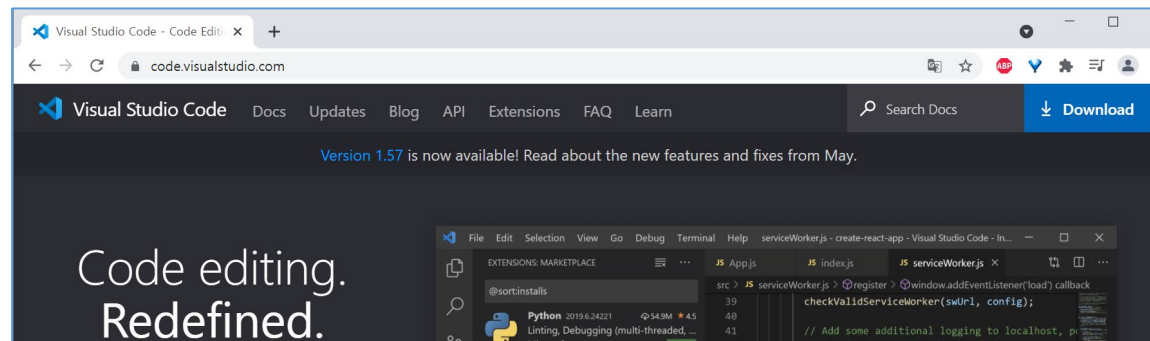 Visual Studio Code - Code Editi
code.visualstudio.com
ABP
Visual Studio Code Docs Updates Blog API Extensions FAQ Learn Search Docs Download
Version 1.57 is now available! Read about the new features and fixes from May.
Code editing.
Redefined.
File Edit Selection View Go Debug Terminal Help serviceWorker.js - create-react-app - Visual Studio Code - In...
EXTENSIONS: MARKETPLACE
@sort:installs
Python 2019.6.24221 54.9M 4.5
Linting, Debugging (multi-threaded, ...
JS App.js JS index.js JS serviceWorker.js
src > JS serviceWorker.js > register > window.addEventListener('load') callback
39 checkValidServiceWorker(swUrl, config);
40
41 // Add some additional logging to localhost,